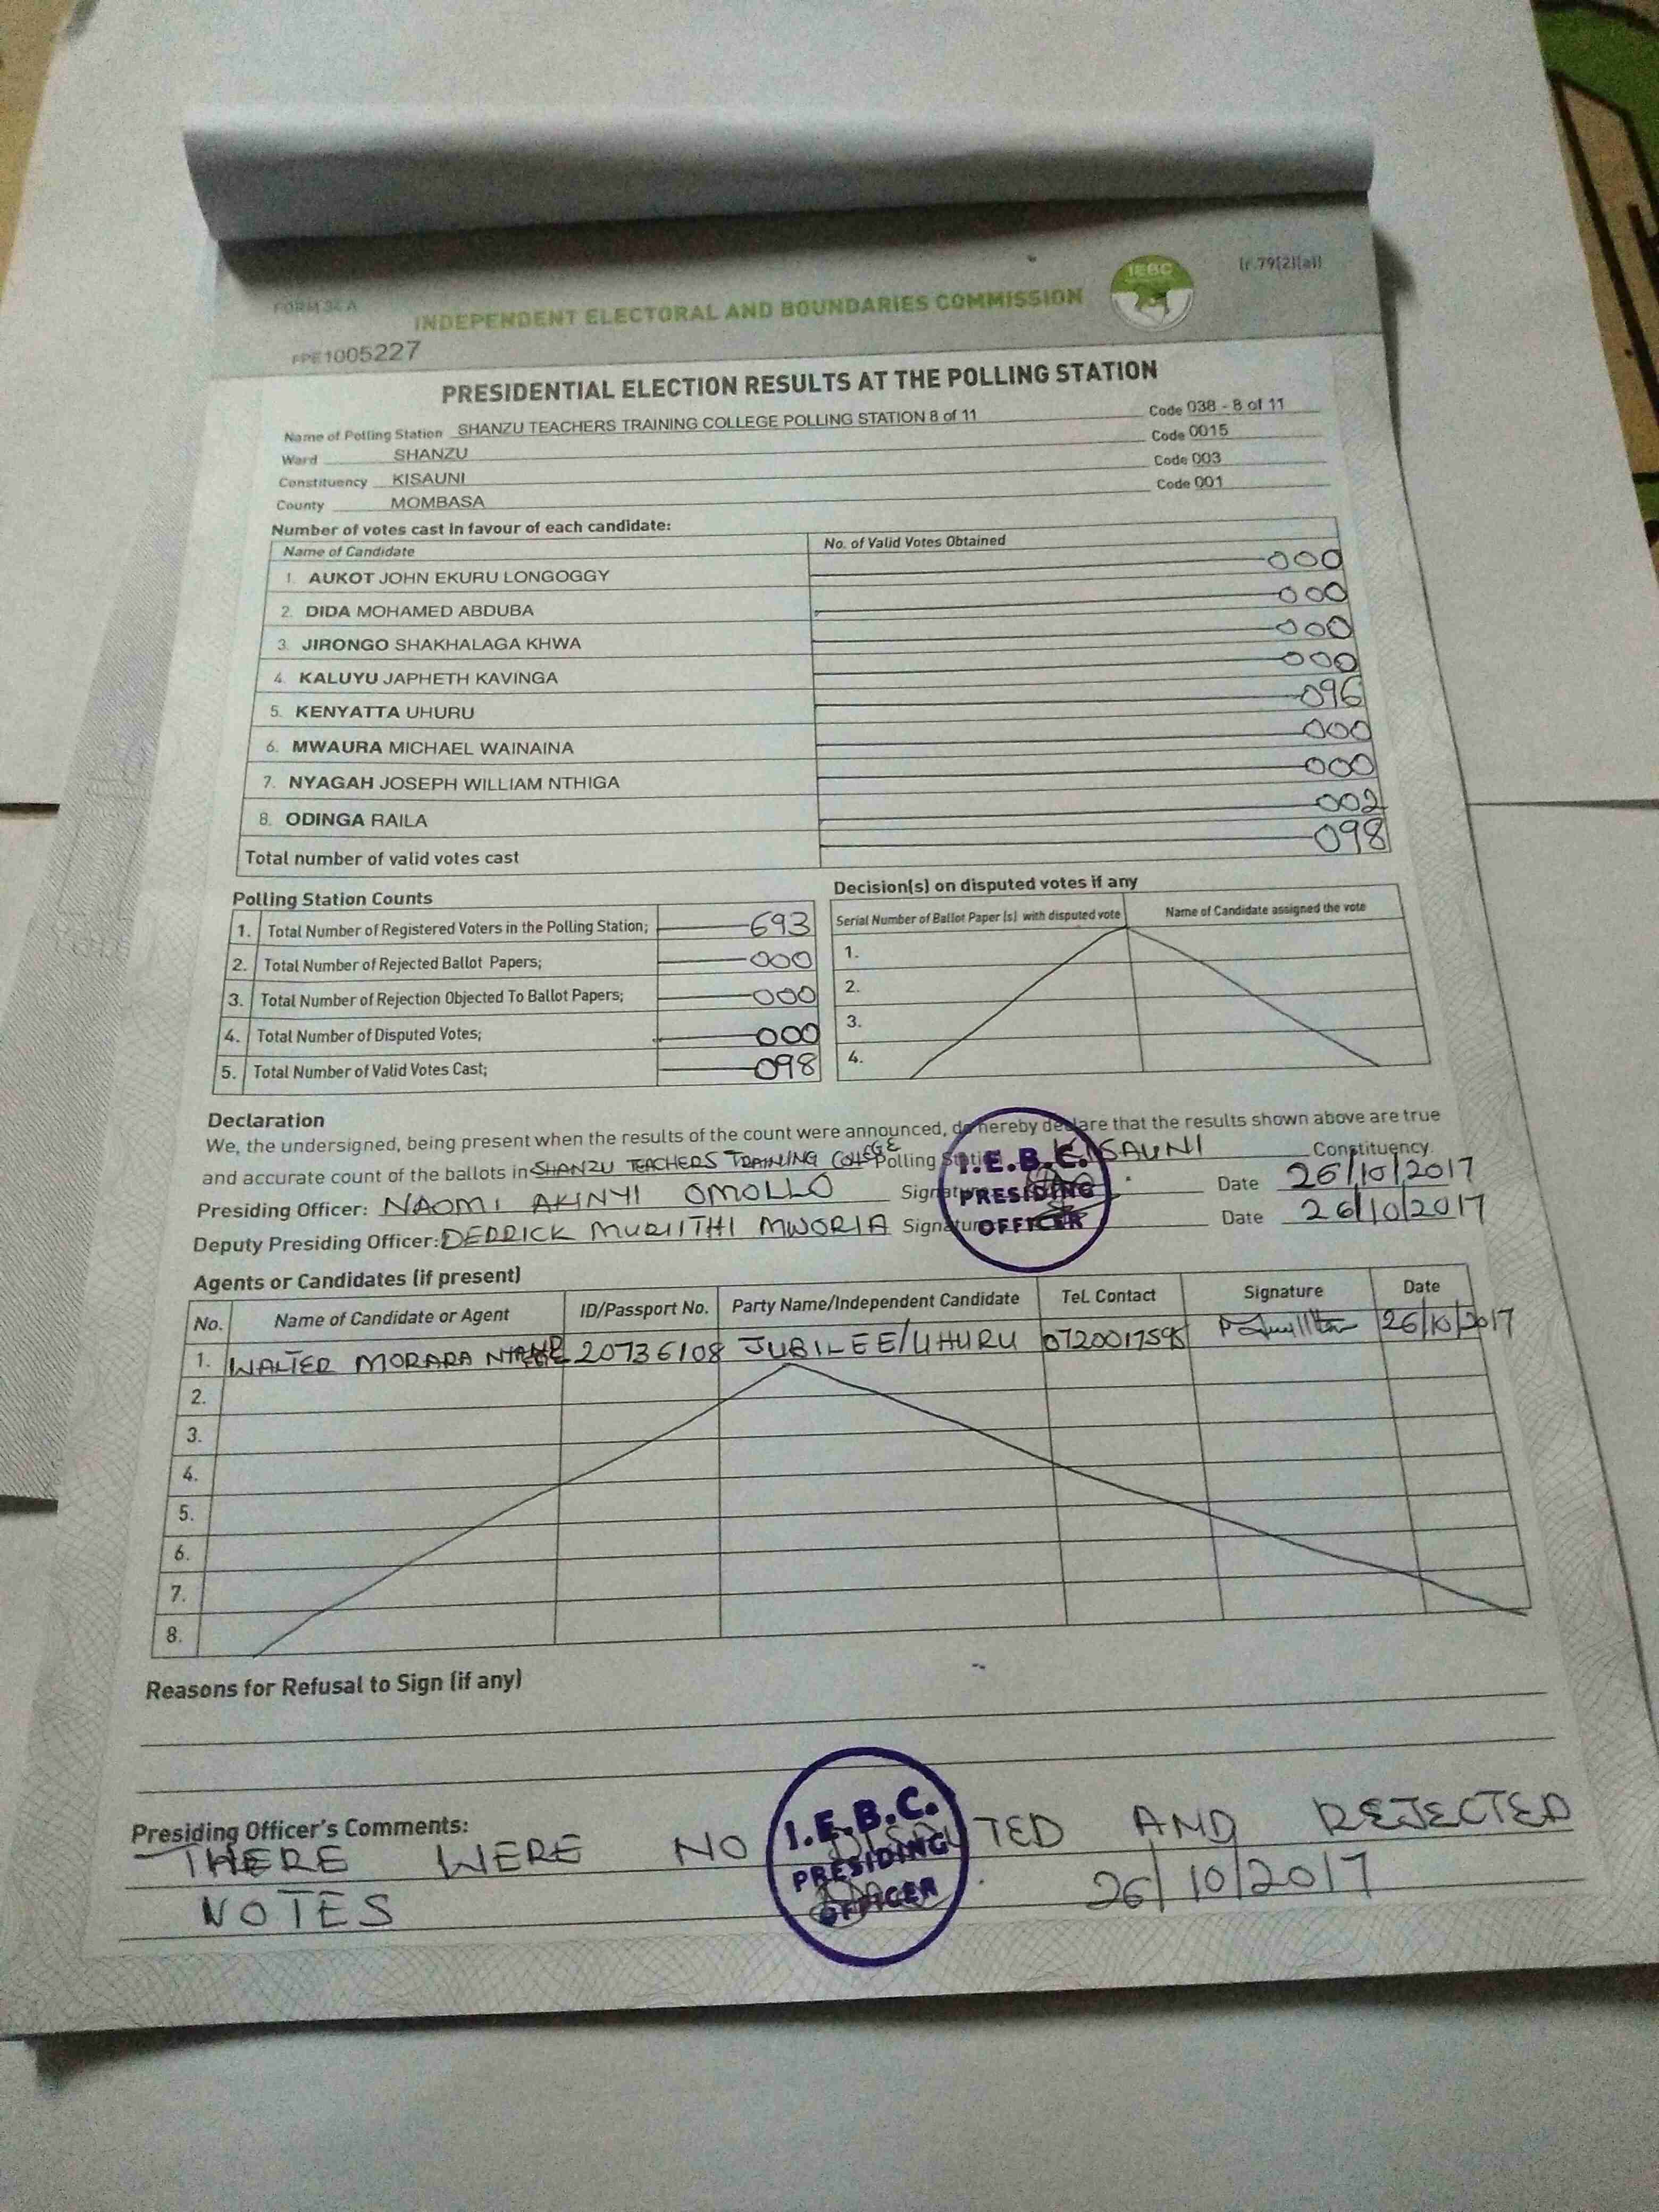 FORM 34 A
INDEPENDENT ELECTORAL AND BOUNDARIES COMMISSION
IEBC
(r.79(2)(a))
FPE1005227
PRESIDENTIAL ELECTION RESULTS AT THE POLLING STATION
Name of Polling Station SHANZU TEACHERS TRAINING COLLEGE POLLING STATION 8 of 11 Code 038 - 8 of 11
Ward SHANZU Code 0015
Constituency KISAUNI Code 003
County MOMBASA Code 001
Number of votes cast in favour of each candidate:
Name of Candidate No. of Valid Votes Obtained
1. AUKOT JOHN EKURU LONGOGGY 000
2. DIDA MOHAMED ABDUBA 000
3. JIRONGO SHAKHALAGA KHWA 000
4. KALUYU JAPHETH KAVINGA 000
5. KENYATTA UHURU 096
6. MWAURA MICHAEL WAINAINA 000
7. NYAGAH JOSEPH WILLIAM NTHIGA 000
8. ODINGA RAILA 002
Total number of valid votes cast 098
Polling Station Counts
1. Total Number of Registered Voters in the Polling Station; 693
2. Total Number of Rejected Ballot Papers; 000
3. Total Number of Rejection Objected To Ballot Papers; 000
4. Total Number of Disputed Votes; 000
5. Total Number of Valid Votes Cast; 098
Decision(s) on disputed votes if any
Serial Number of Ballot Paper (s) with disputed vote Name of Candidate assigned the vote
1.
2.
3.
4.
Declaration
We, the undersigned, being present when the results of the count were announced, do hereby declare that the results shown above are true
and accurate count of the ballots in SHANZU TEACHERS TRAINING COLLEGE Polling Station KISAUNI Constituency
Presiding Officer: NAOMI AKINYI OMOLLO Signature Date 26/10/2017
Deputy Presiding Officer: DERRICK MURIITHI MWORIA Signature Date 26/10/2017
I.E.B.C.
PRESIDING
OFFICER
Agents or Candidates (if present)
No. Name of Candidate or Agent ID/Passport No. Party Name/Independent Candidate Tel. Contact Signature Date
1. WALTER MORARA 20736108 JUBILEE/UHURU 0720017595 26/10/2017
2.
3.
4.
5.
6.
7.
8.
Reasons for Refusal to Sign (if any)
Presiding Officer's Comments:
THERE WERE NO DISPUTED AND REJECTED
NOTES 26/10/2017
I.E.B.C.
PRESIDING
OFFICER